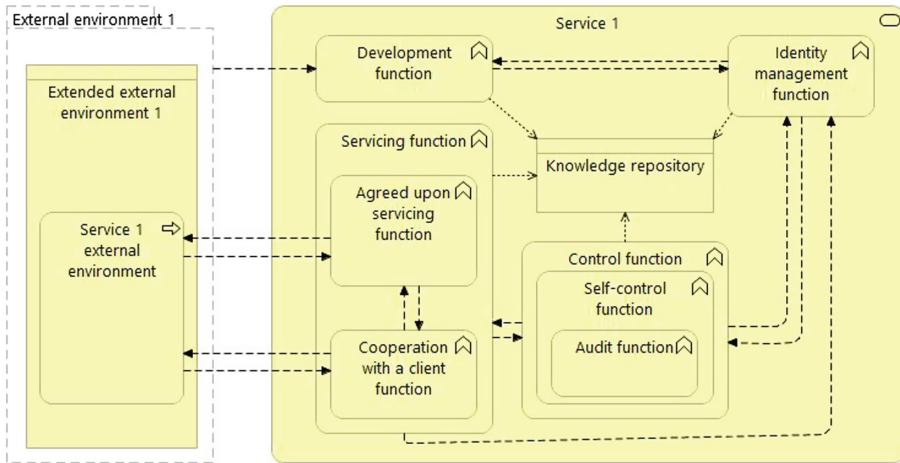 External environment 1
Extended external
environment 1
Service 1
external
environment
Service 1
Development
function
Identity
management
function
Servicing function
Agreed upon
servicing
function
Cooperation
with a client
function
Knowledge repository
Control function
Self-control
function
Audit function